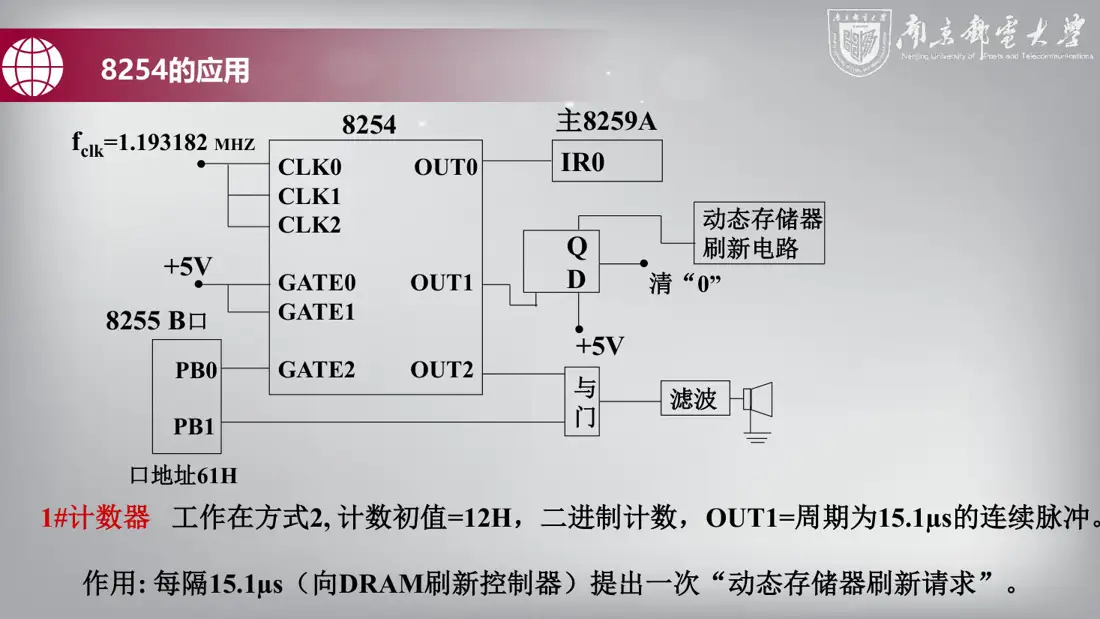 南京邮电大学
Nanjing University of Posts and Telecommunications
8254的应用
fclk=1.193182 MHZ
8254
主8259A
CLK0
OUT0
IR0
CLK1
CLK2
动态存储器
刷新电路
Q
D
清“0”
+5V
GATE0
OUT1
GATE1
+5V
8255 B口
PB0
GATE2
OUT2
与
门
滤波
PB1
口地址61H
1#计数器 工作在方式2, 计数初值=12H，二进制计数，OUT1=周期为15.1μs的连续脉冲。
作用: 每隔15.1μs（向DRAM刷新控制器）提出一次“动态存储器刷新请求”。